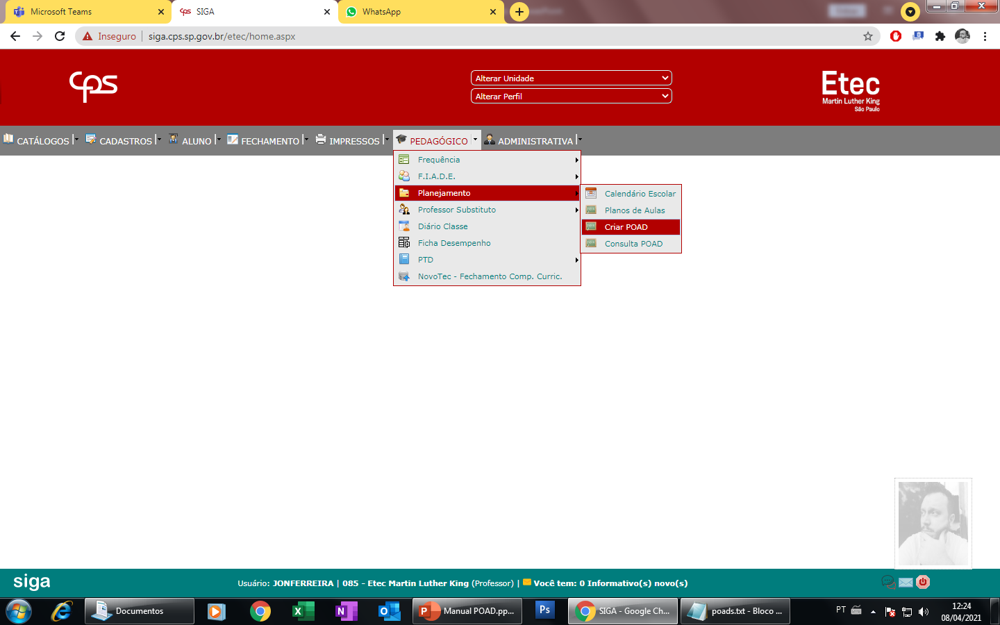 Microsoft Teams
SIGA
WhatsApp
Inseguro
siga.cps.sp.gov.br/etec/home.aspx
cps
Alterar Unidade
Alterar Perfil
Etec
Martin Luther King
São Paulo
CATÁLOGOS
CADASTROS
ALUNO
FECHAMENTO
IMPRESSOS
PEDAGÓGICO
ADMINISTRATIVA
Frequência
F.I.A.D.E.
Planejamento
Professor Substituto
Diário Classe
Ficha Desempenho
PTD
NovoTec - Fechamento Comp. Curric.
Calendário Escolar
Planos de Aulas
Criar POAD
Consulta POAD
siga
Usuário: JONFERREIRA | 085 - Etec Martin Luther King (Professor) | Você tem: 0 Informativo(s) novo(s)
Documentos
Manual POAD.pp...
Ps
SIGA - Google Ch...
poads.txt - Bloco ...
PT
12:24
08/04/2021